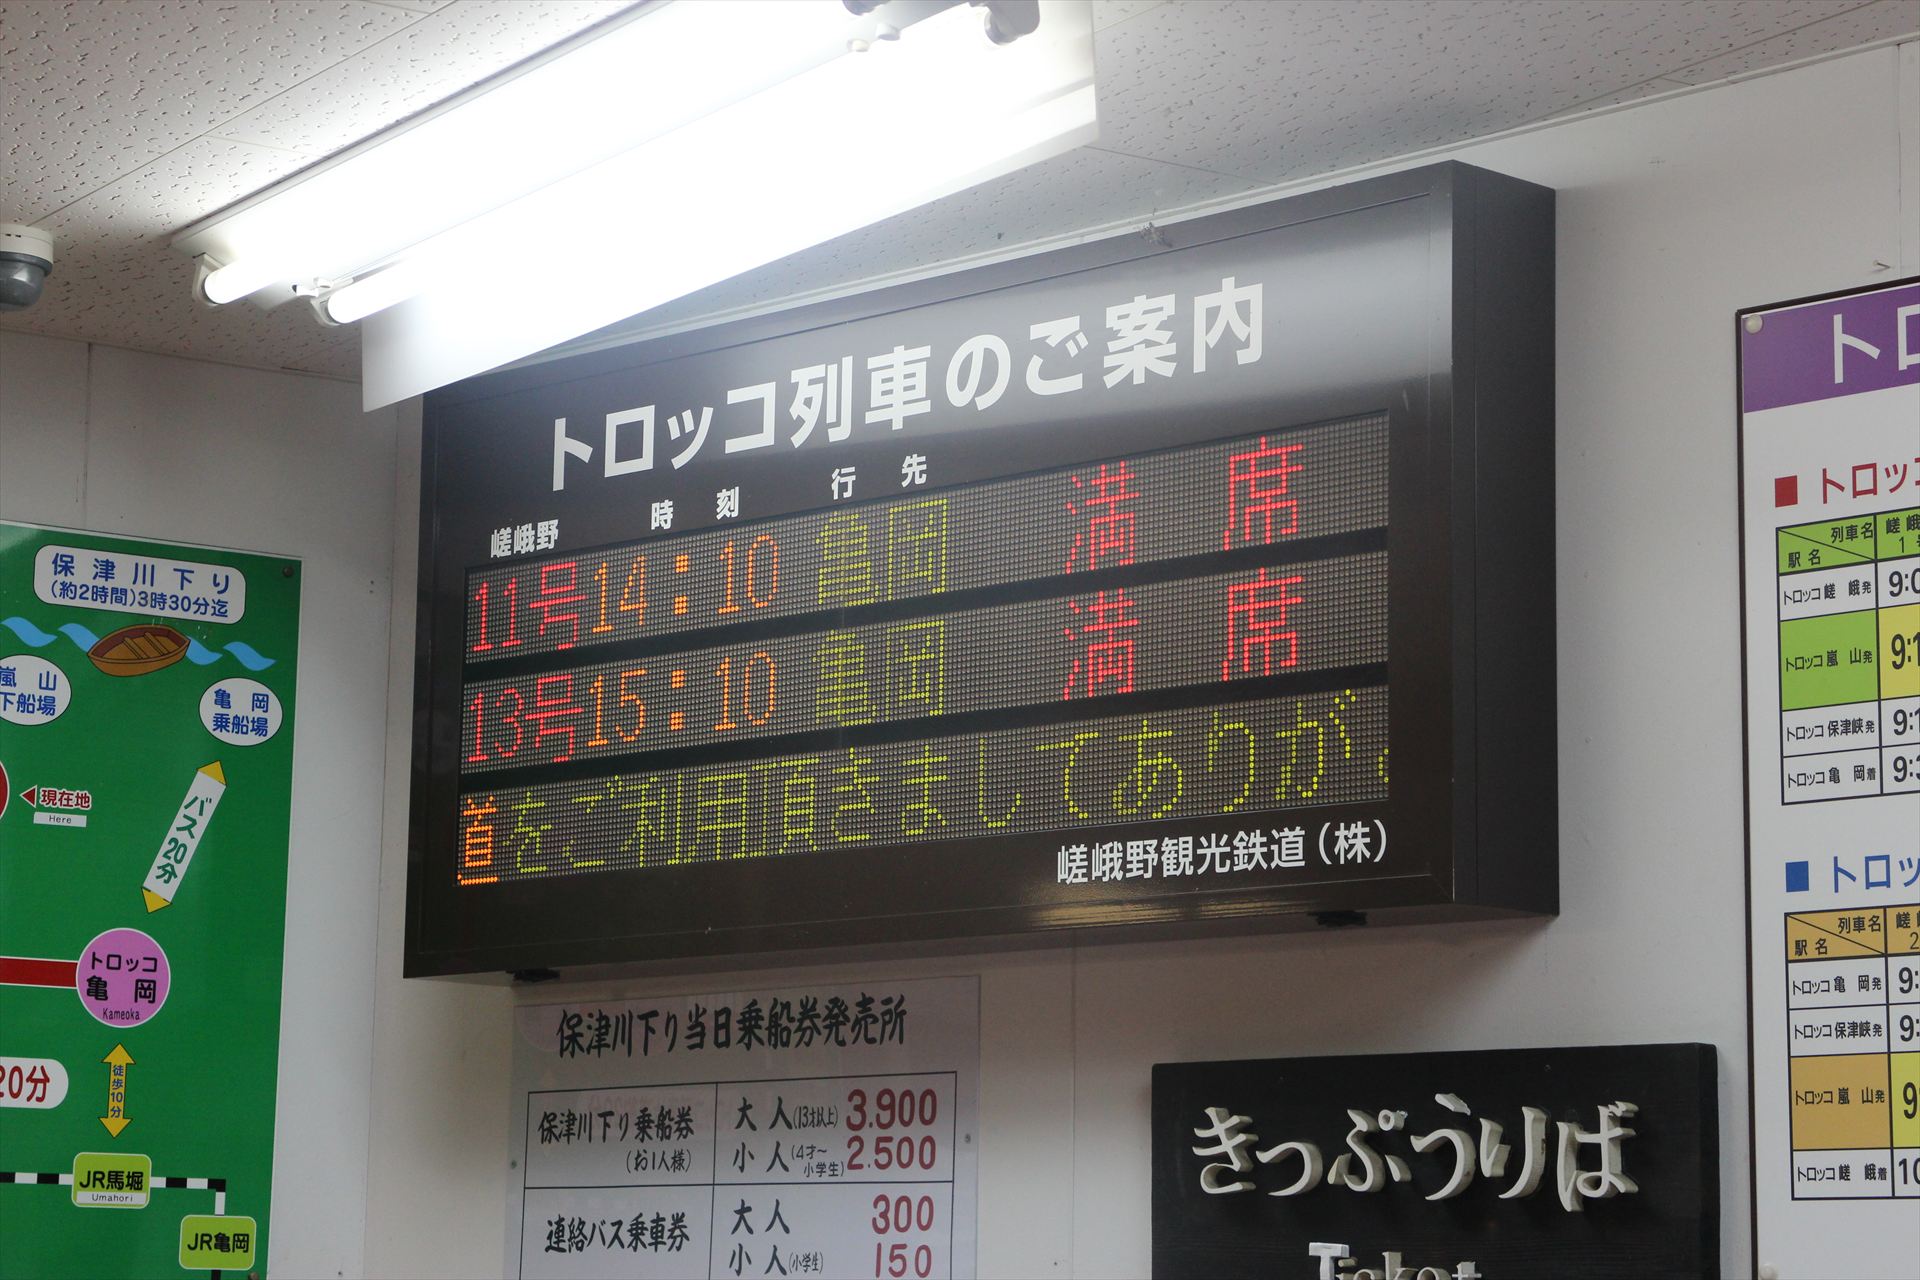 トロッコ列車のご案内
嵯峨野 時刻 行先
11号 14:10 亀岡 満席
13号 15:10 亀岡 満席
をご利用頂きましてありが
嵯峨野観光鉄道(株)
保津川下り
(約2時間)3時30分迄
嵐山
下船場
亀岡
乗船場
現在地
Here
バス20分
トロッコ
亀岡
Kameoka
20分
徒歩10分
JR馬堀
Umahori
JR亀岡
保津川下り当日乗船券発売所
保津川下り乗船券 大人(13才以上) 3.900
(お1人様) 小人(4才〜小学生) 2.500
連絡バス乗車券 大人 300
小人(小学生) 150
きっぷうりば
Ticket
トロ
■トロッコ
列車名
駅名
トロッコ嵯峨発
トロッコ嵐山発
トロッコ保津峡発
トロッコ亀岡着
■トロッ
列車名
駅名
トロッコ亀岡発
トロッコ保津峡発
トロッコ嵐山発
トロッコ嵯峨着